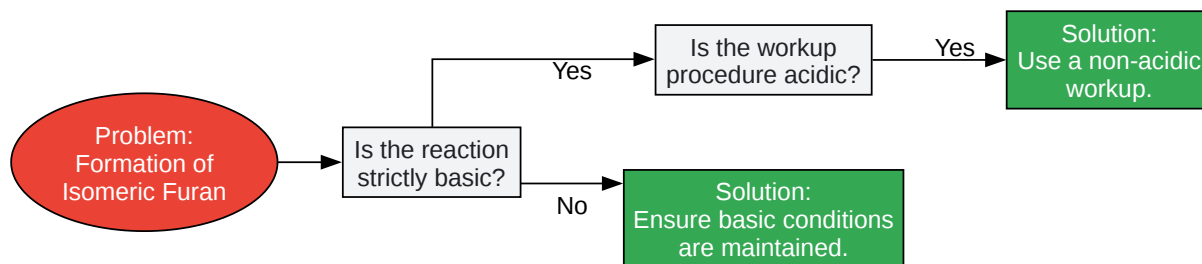 Problem:
Formation of
Isomeric Furan
Is the reaction
strictly basic?
Yes
Is the workup
procedure acidic?
Yes
Solution:
Use a non-acidic
workup.
No
Solution:
Ensure basic conditions
are maintained.